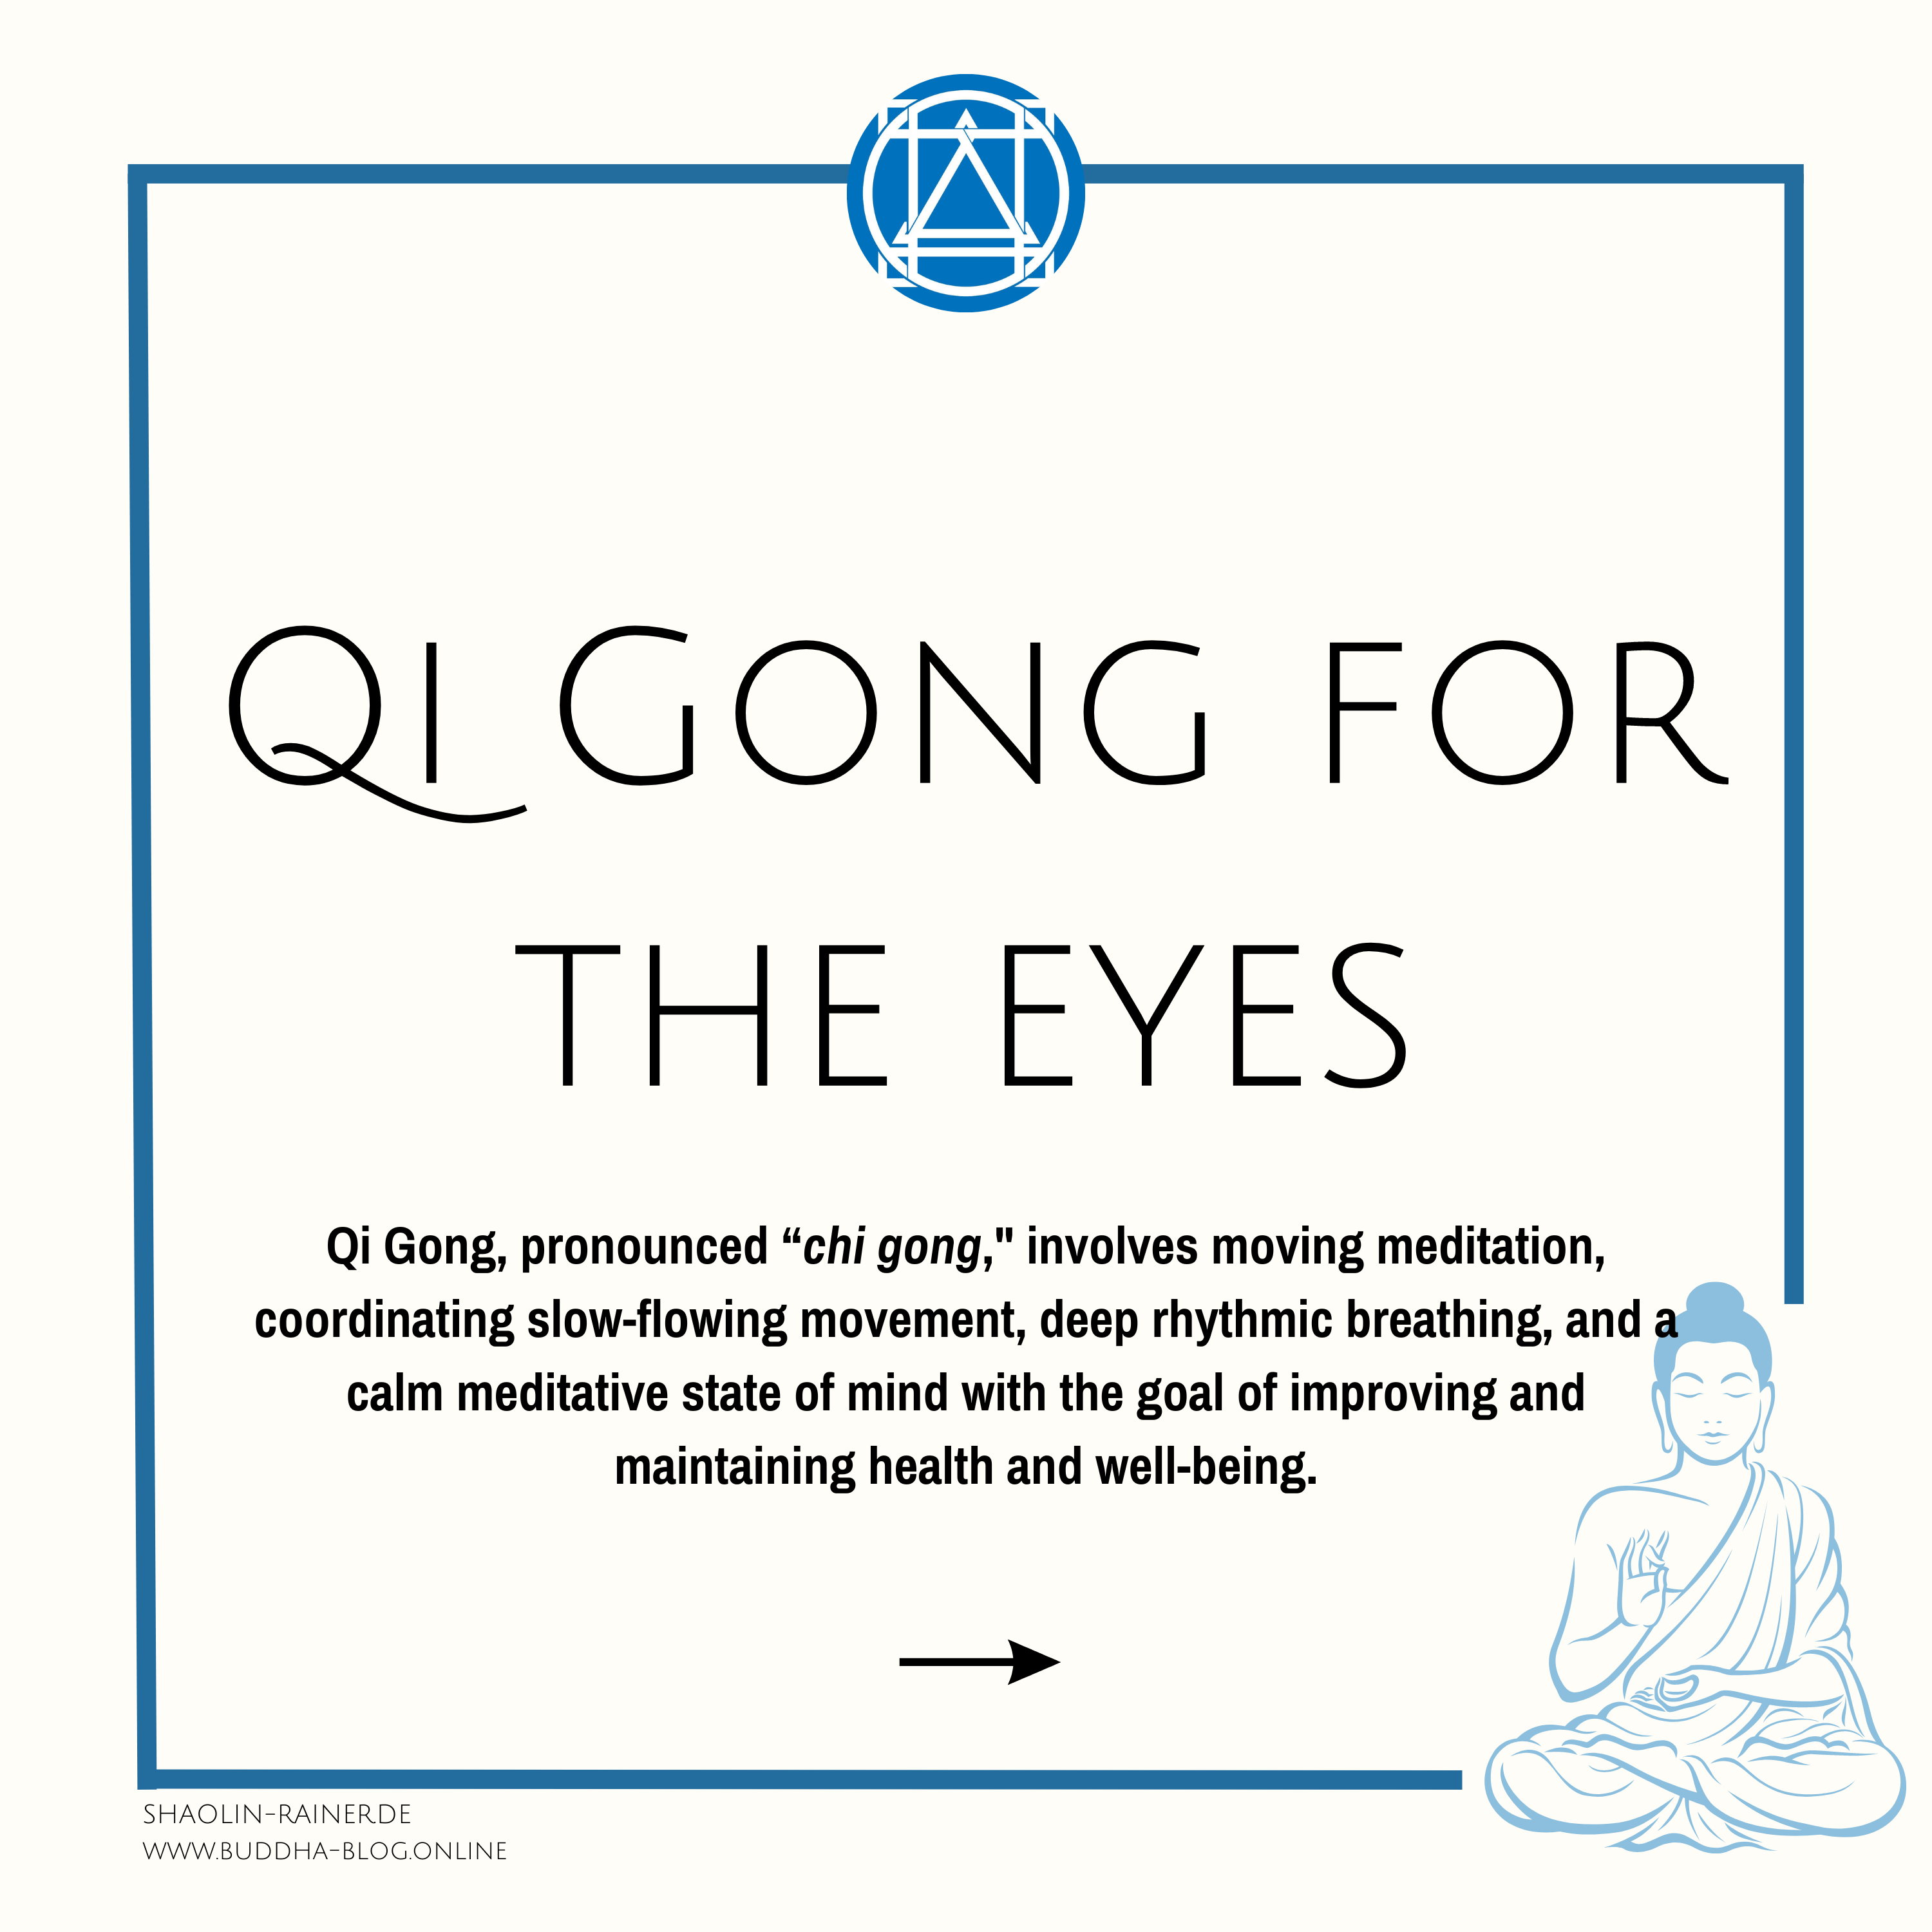 QI GONG FOR
THE EYES
Qi Gong, pronounced “chi gong," involves moving meditation,
coordinating slow-flowing movement, deep rhythmic breathing, and a
calm meditative state of mind with the goal of improving and
maintaining health and well-being.
SHAOLIN-RAINER.DE
WWW.BUDDHA-BLOG.ONLINE